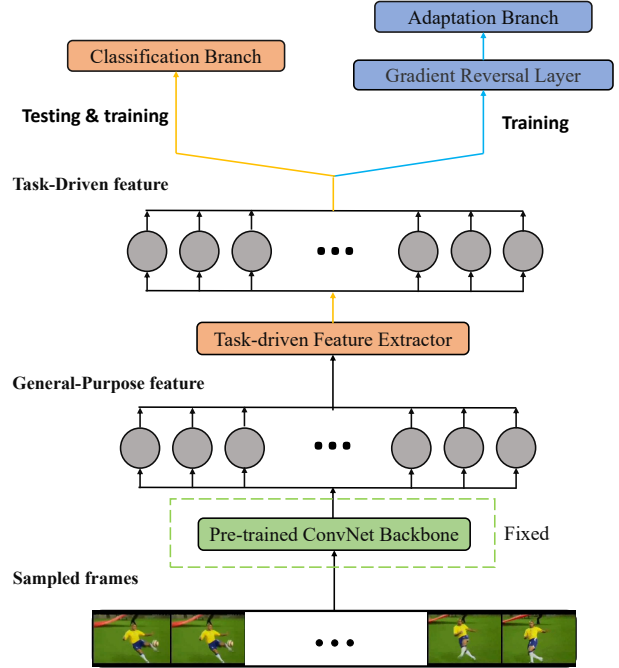 Adaptation Branch
Classification Branch
Gradient Reversal Layer
Testing & training
Training
Task-Driven feature
Task-driven Feature Extractor
General-Purpose feature
Pre-trained ConvNet Backbone
Fixed
Sampled frames